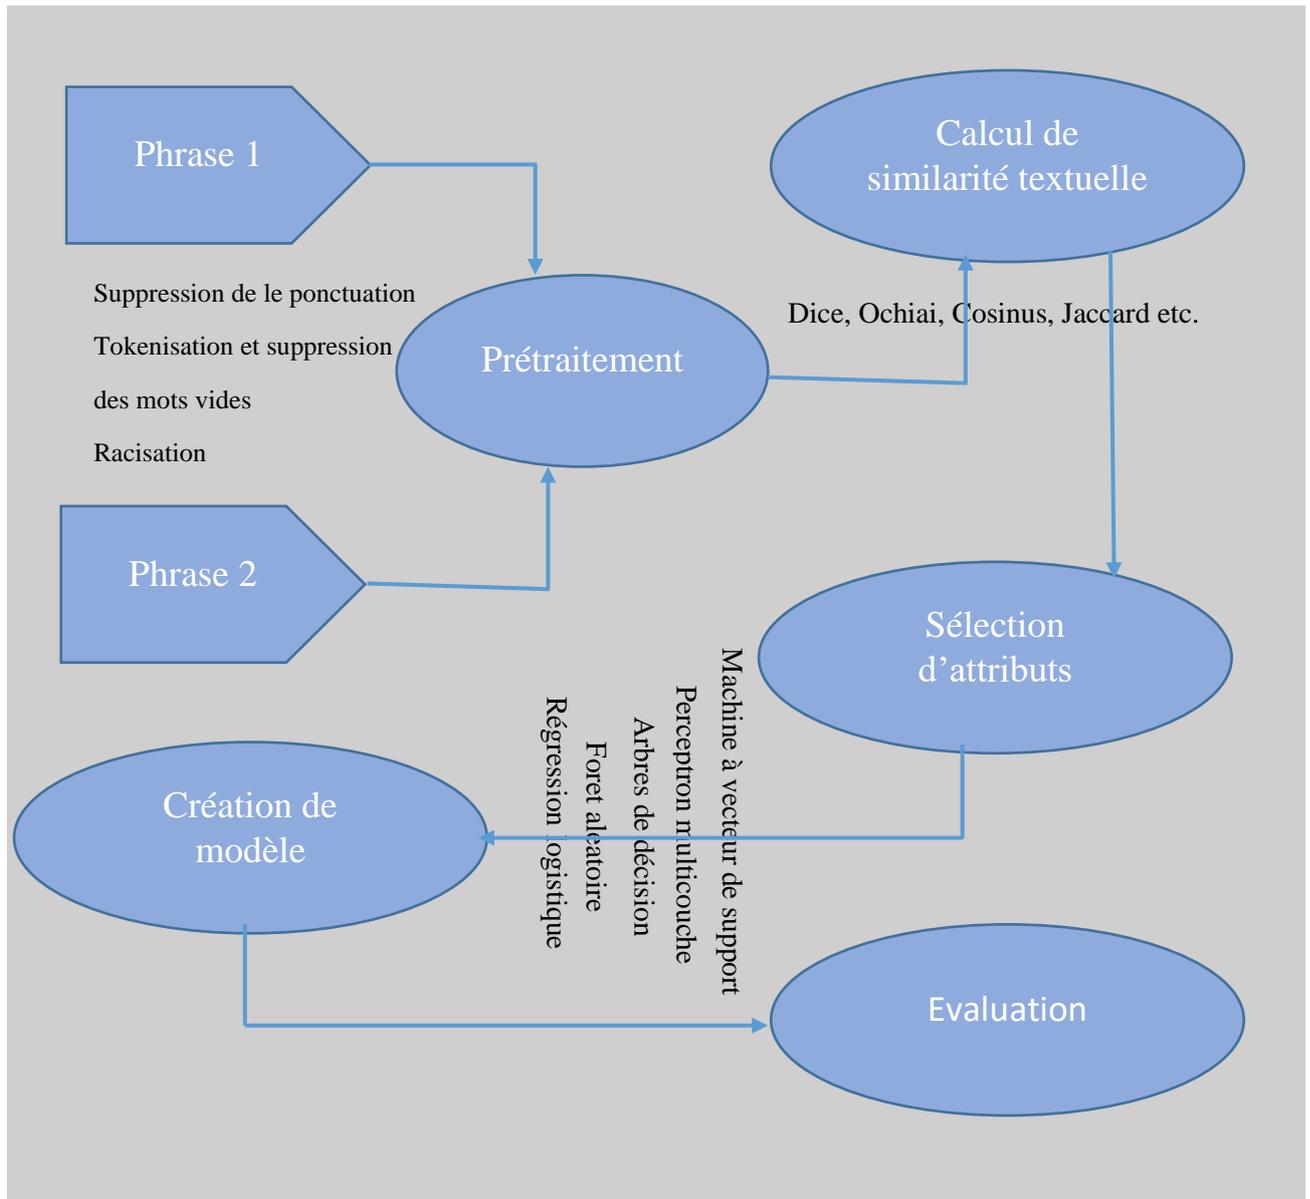 Phrase 1
Calcul de
similarité textuelle
Suppression de le ponctuation
Tokenisation et suppression
des mots vides
Racisation
Prétraitement
Dice, Ochiai, Cosinus, Jaccard etc.
Phrase 2
Sélection
d’attributs
Machine à vecteur de support
Perceptron multicouche
Arbres de décision
Foret aleatoire
Régression logistique
Création de
modèle
Evaluation